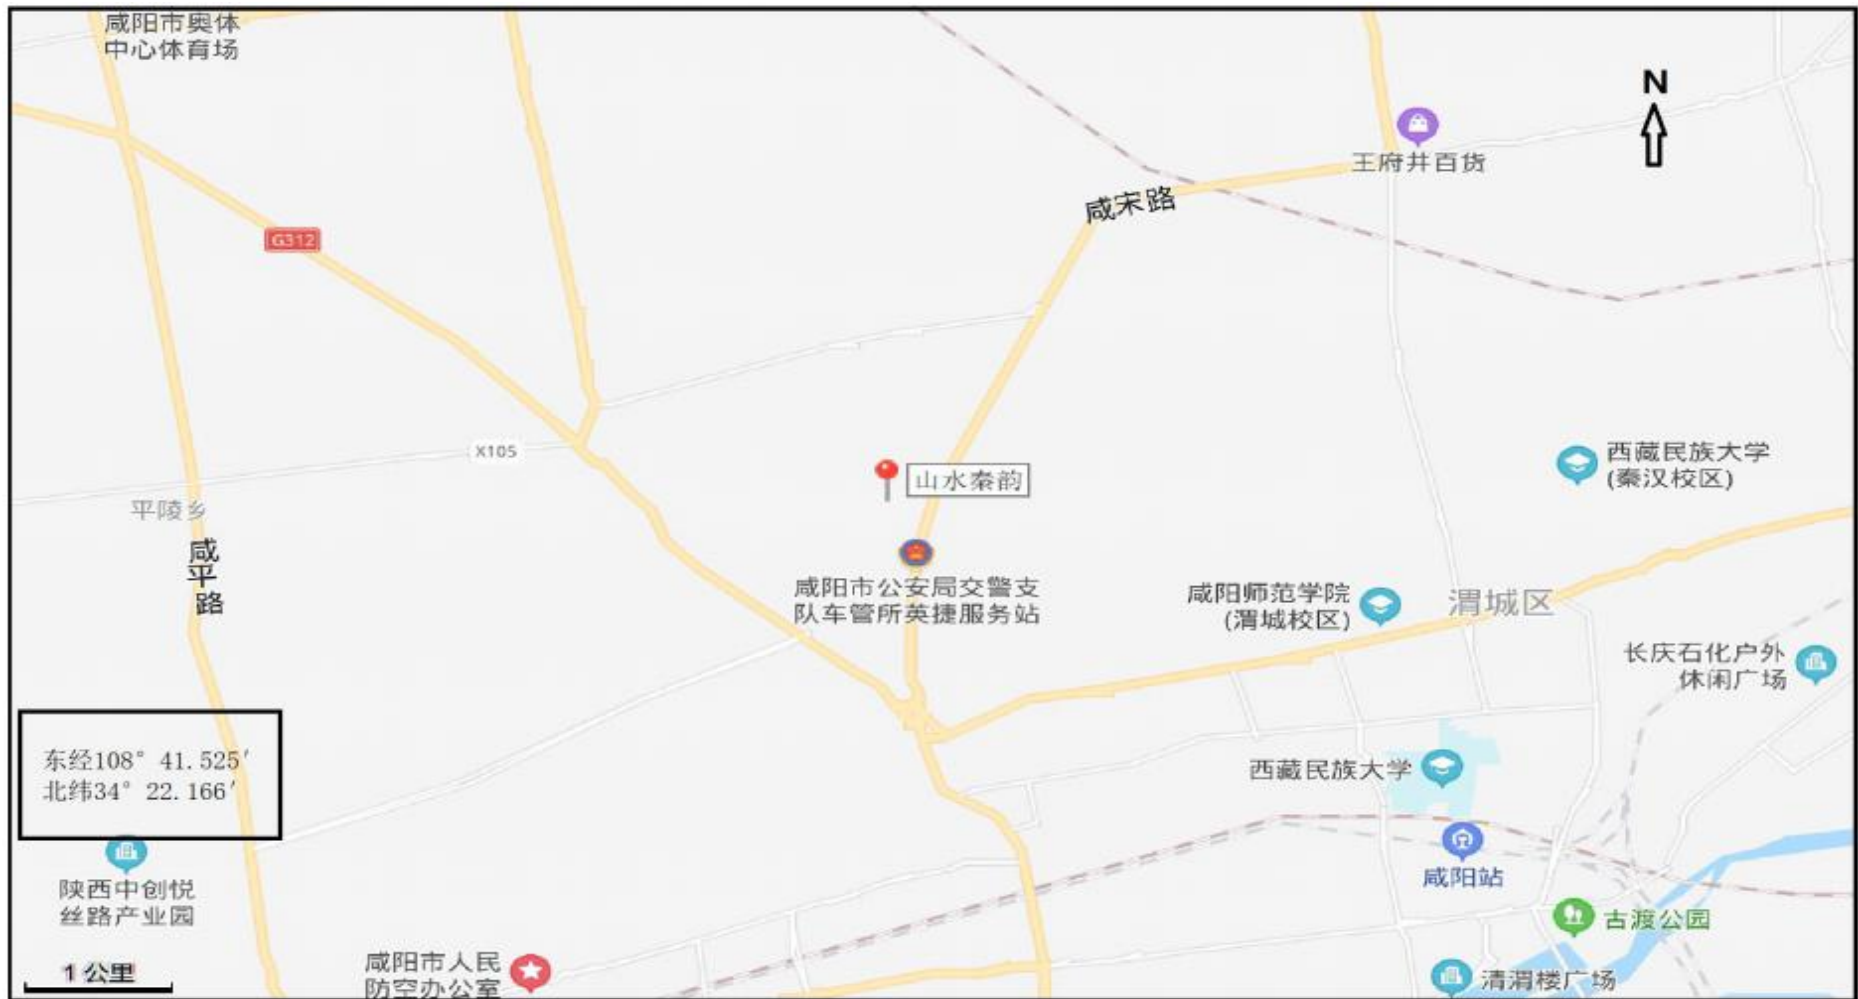 咸阳市奥体
中心体育场
N
王府井百货
咸宋路
G312
X105
山水秦韵
西藏民族大学
(秦汉校区)
平陵乡
咸平路
咸阳市公安局交警支
队车管所英捷服务站
咸阳师范学院
(渭城校区)
渭城区
长庆石化户外
休闲广场
东经108° 41.525′
北纬34° 22.166′
西藏民族大学
咸阳站
陕西中创悦
丝路产业园
古渡公园
1 公里
咸阳市人民
防空办公室
清渭楼广场